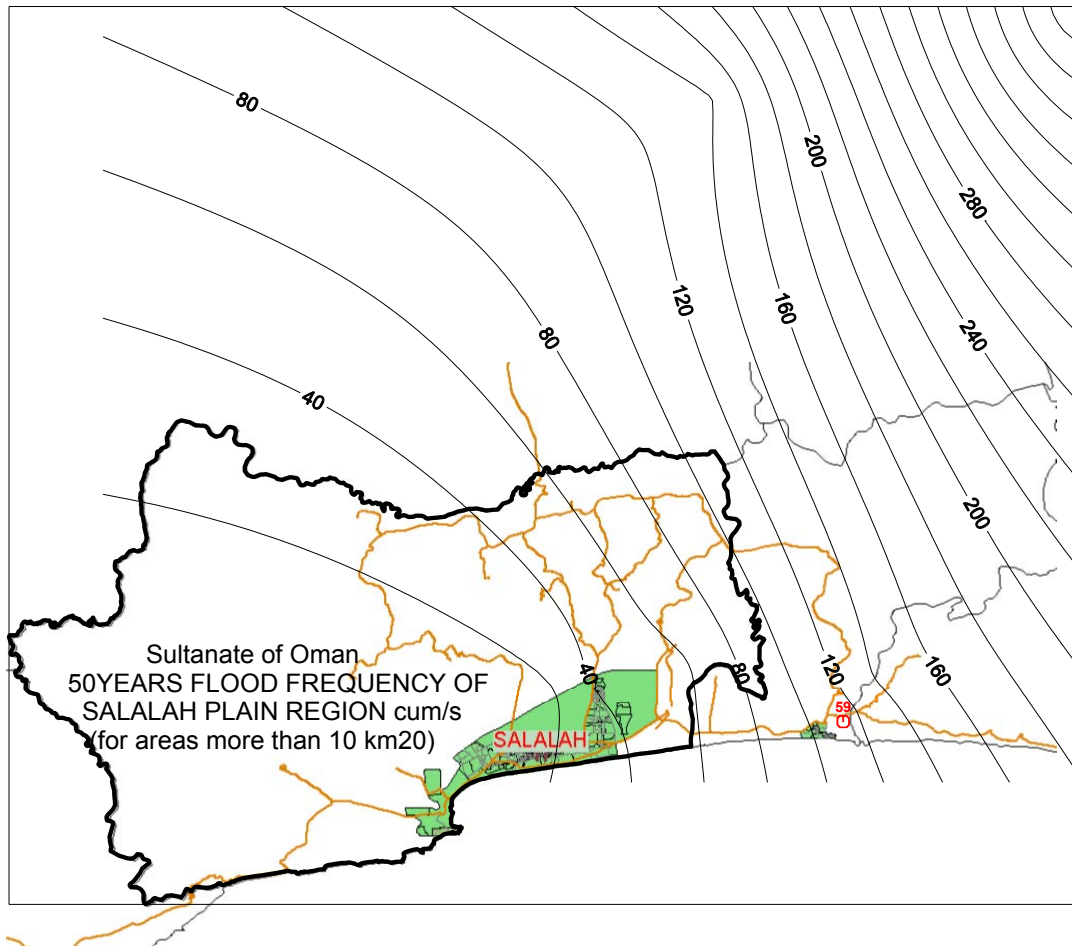 80
200
280
120
160
80
240
40
200
Sultanate of Oman
50YEARS FLOOD FREQUENCY OF
SALALAH PLAIN REGION cum/s
(for areas more than 10 km20)
40
80
120
160
59
SALALAH